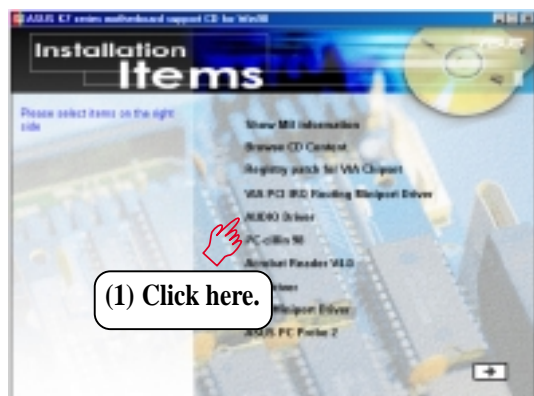 ASUS K7 series motherboard support CD for Win98
Installation
Items
ASUS
Please select items on the right
side
Show MB Information
Browse CD Content
Registry patch for VIA Chipset
VIA PCI IRQ Routing Miniport Driver
AUDIO Driver
PC-cillin 98
Acrobat Reader V4.0
(1) Click here.
Miniport Driver
ASUS PC Probe 2